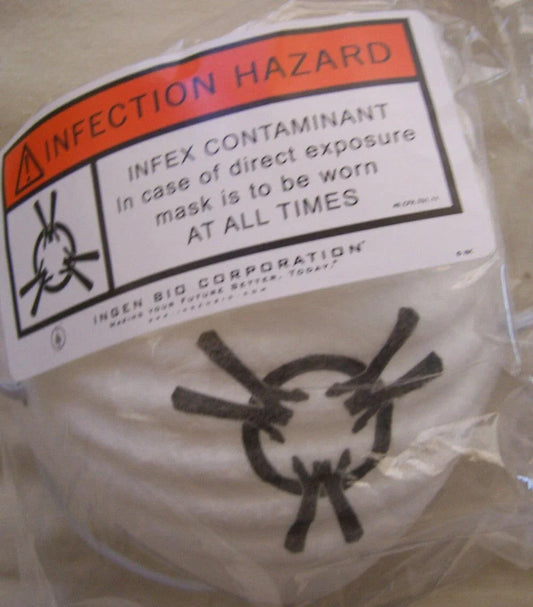 INFECTION HAZARD
INFEX CONTAMINANT
In case of direct exposure
mask is to be worn
AT ALL TIMES
INGEN BIO CORPORATION
MAKING YOUR FUTURE BETTER, TODAY.